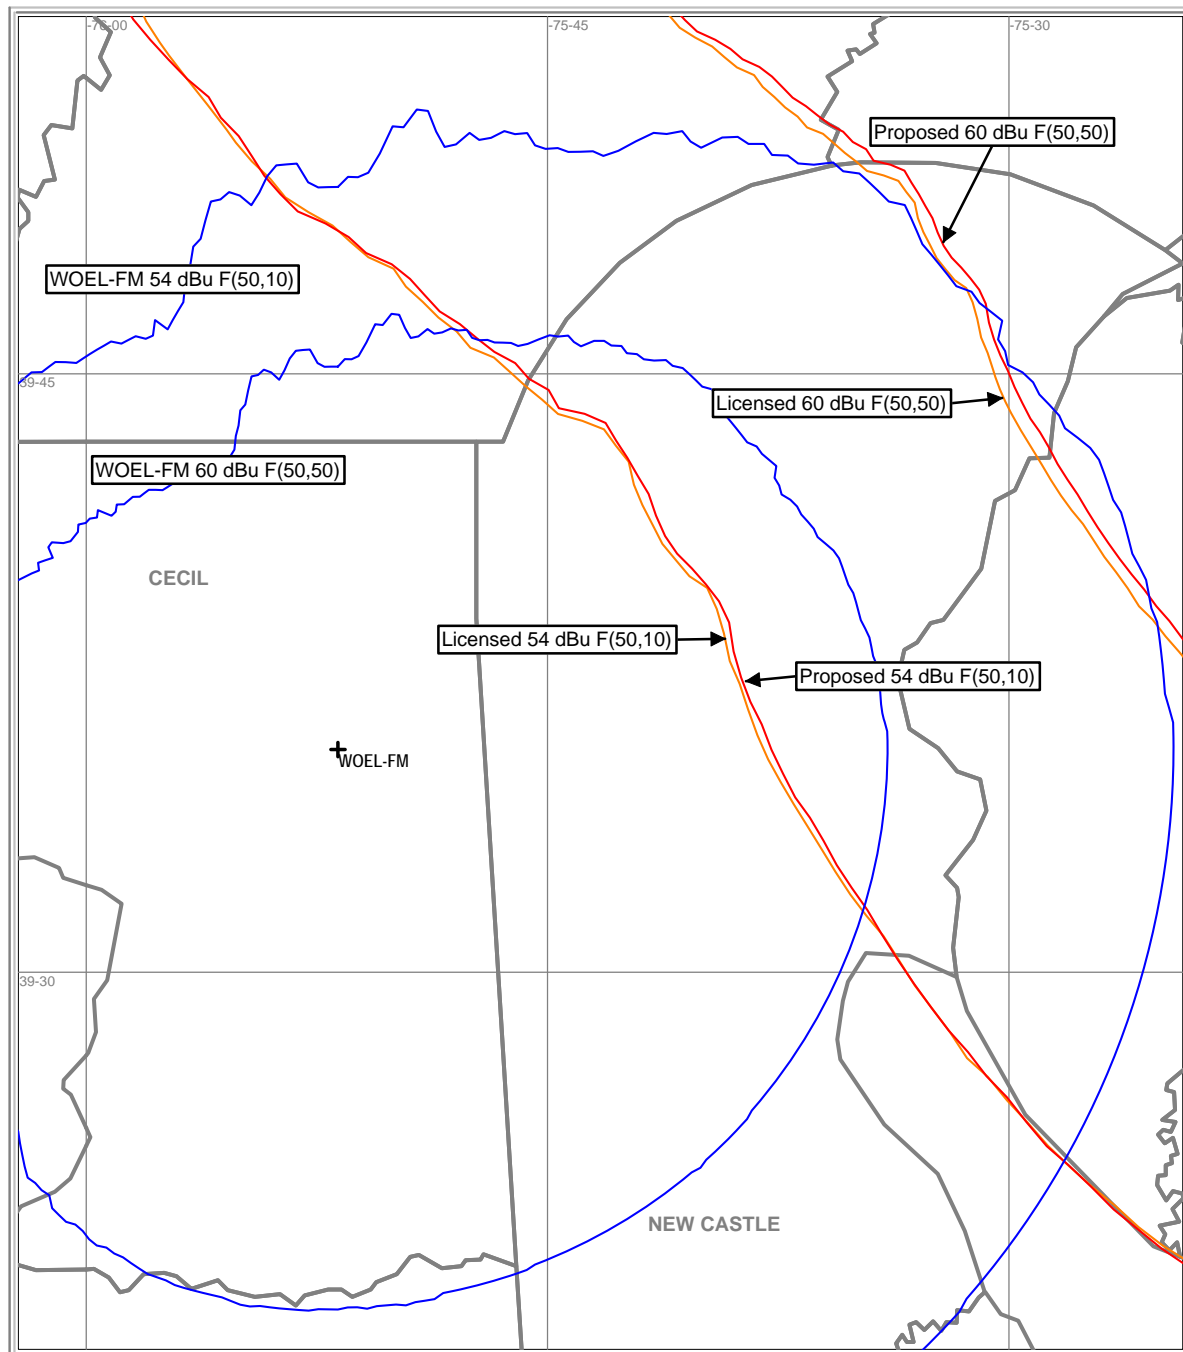 -76-00
-75-45
-75-30
Proposed 60 dBu F(50,50)
WOEL-FM 54 dBu F(50,10)
39-45
Licensed 60 dBu F(50,50)
WOEL-FM 60 dBu F(50,50)
CECIL
Licensed 54 dBu F(50,10)
Proposed 54 dBu F(50,10)
WOEL-FM
39-30
NEW CASTLE